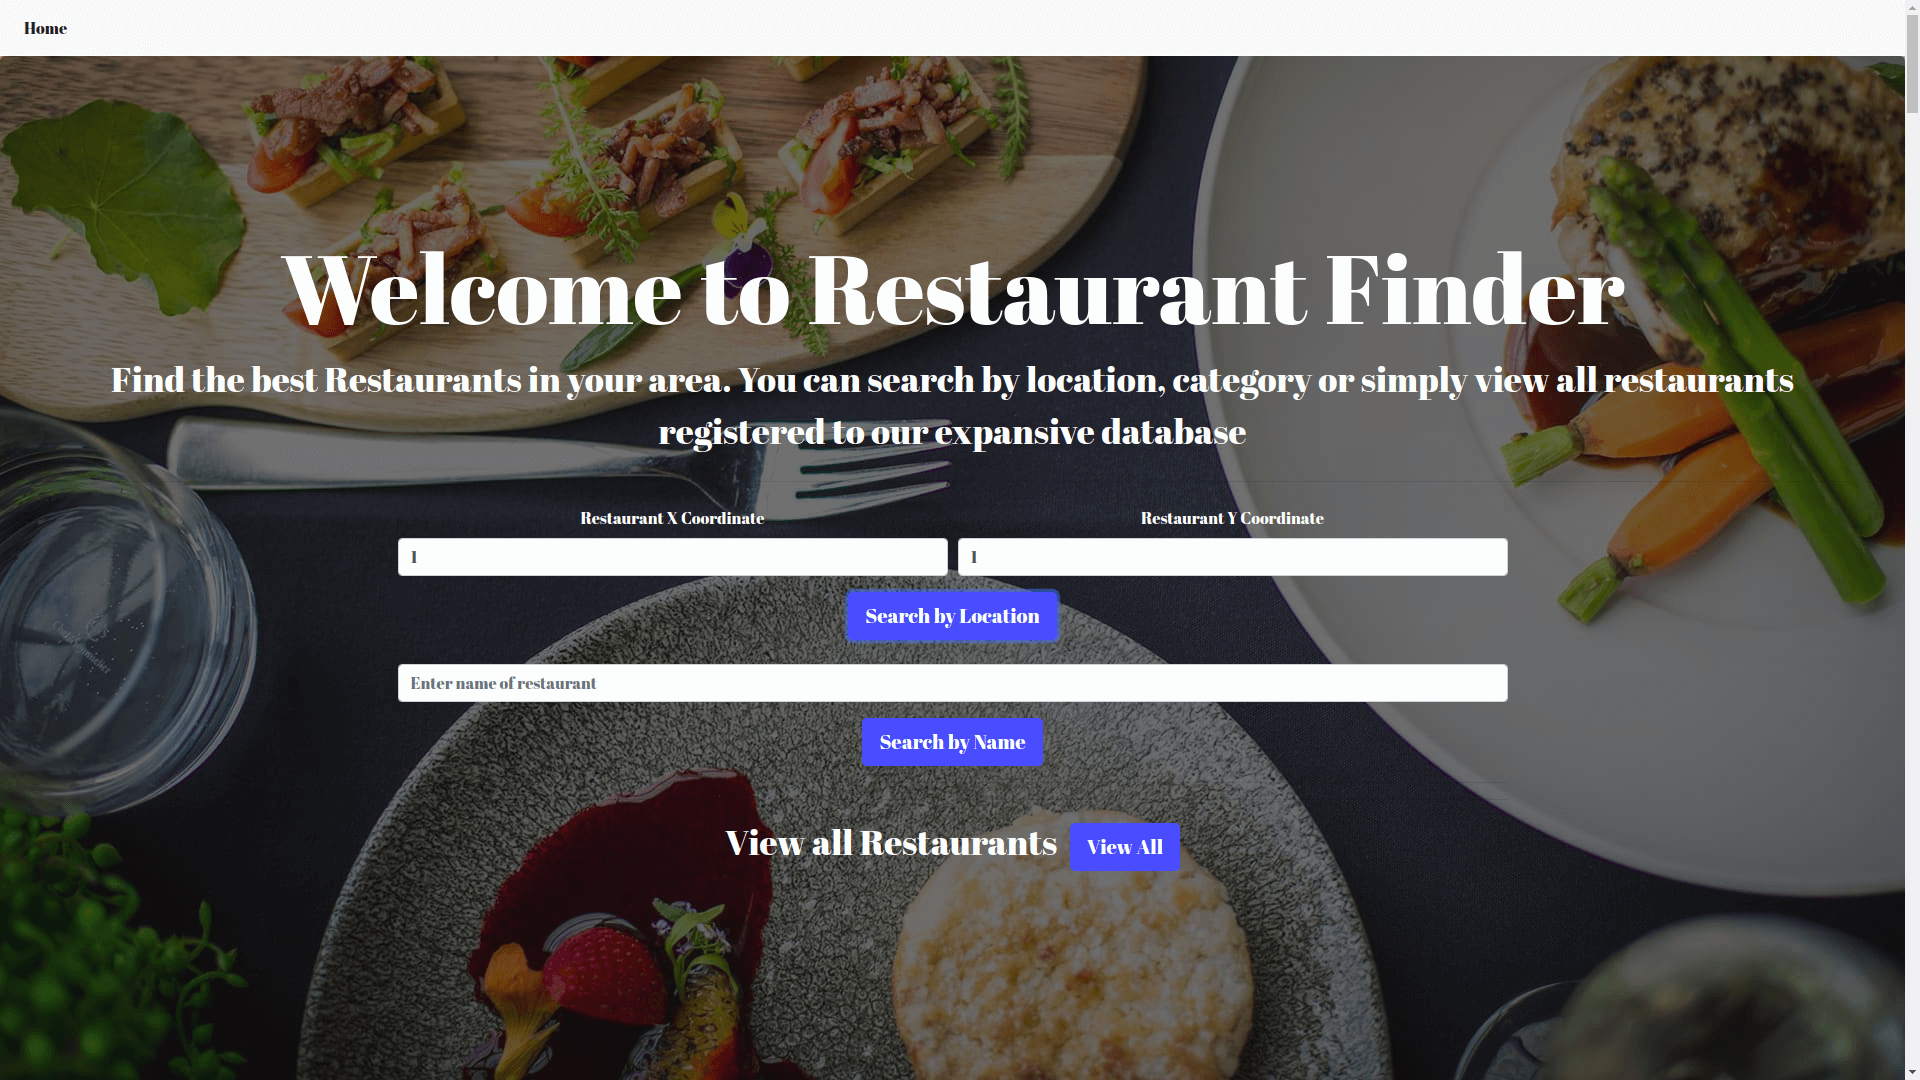 Home
Welcome to Restaurant Finder
Find the best Restaurants in your area. You can search by location, category or simply view all restaurants
registered to our expansive database
Restaurant X Coordinate
Restaurant Y Coordinate
1
1
Search by Location
Enter name of restaurant
Search by Name
View all Restaurants
View All